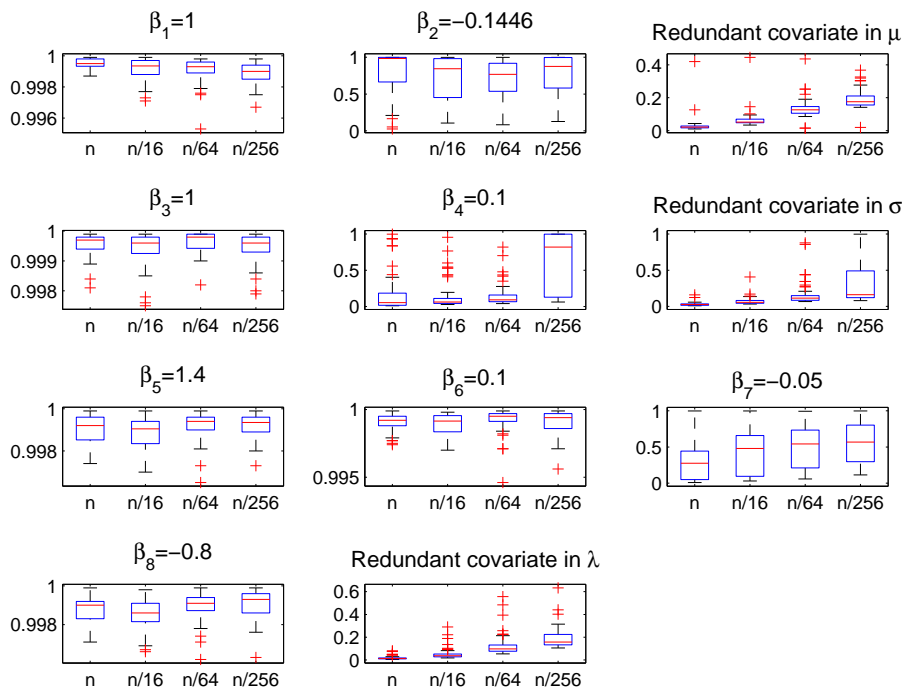 β1=1
β2=−0.1446
Redundant covariate in μ
1
0.998
0.996
n n/16 n/64 n/256
1
0.5
0
n n/16 n/64 n/256
0.4
0.2
0
n n/16 n/64 n/256
β3=1
β4=0.1
Redundant covariate in σ
1
0.999
0.998
n n/16 n/64 n/256
1
0.5
0
n n/16 n/64 n/256
1
0.5
0
n n/16 n/64 n/256
β5=1.4
β6=0.1
β7=−0.05
1
0.998
n n/16 n/64 n/256
1
0.995
n n/16 n/64 n/256
1
0.5
0
n n/16 n/64 n/256
β8=−0.8
Redundant covariate in λ
1
0.998
n n/16 n/64 n/256
0.6
0.4
0.2
0
n n/16 n/64 n/256